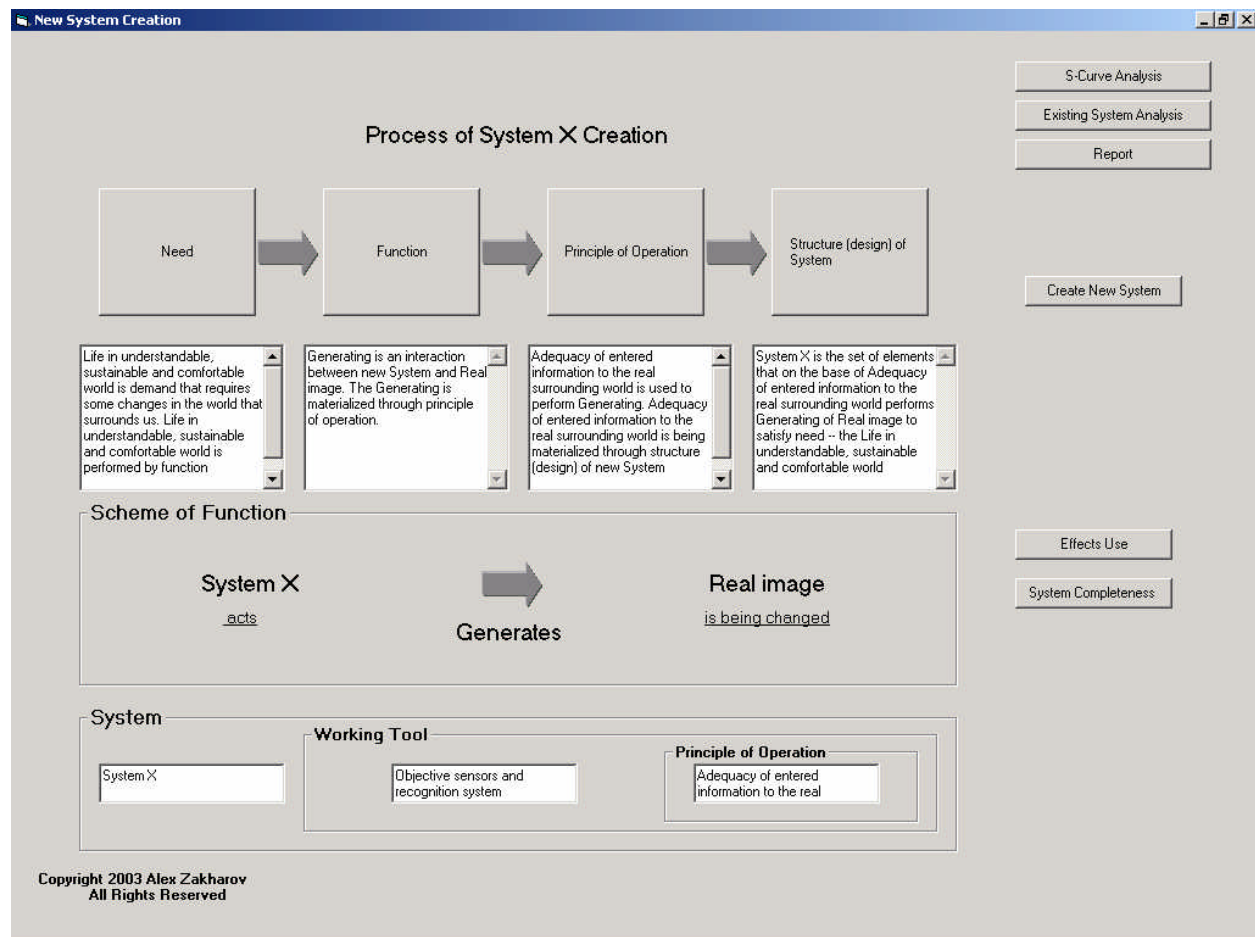 New System Creation
S-Curve Analysis
Existing System Analysis
Report
Process of System X Creation
Need
Function
Principle of Operation
Structure (design) of
System
Create New System
Life in understandable,
sustainable and comfortable
world is demand that requires
some changes in the world that
surrounds us. Life in
understandable, sustainable
and comfortable world is
performed by function
Generating is an interaction
between new System and Real
image. The Generating is
materialized through principle
of operation.
Adequacy of entered
information to the real
surrounding world is used to
perform Generating. Adequacy
of entered information to the
real surrounding world is being
materialized through structure
(design) of new System
System X is the set of elements
that on the base of Adequacy
of entered information to the
real surrounding world performs
Generating of Real image to
satisfy need -- the Life in
understandable, sustainable
and comfortable world
Scheme of Function
System X
acts
Generates
Real image
is being changed
Effects Use
System Completeness
System
Working Tool
Principle of Operation
System X
Objective sensors and
recognition system
Adequacy of entered
information to the real
Copyright 2003 Alex Zakharov
All Rights Reserved